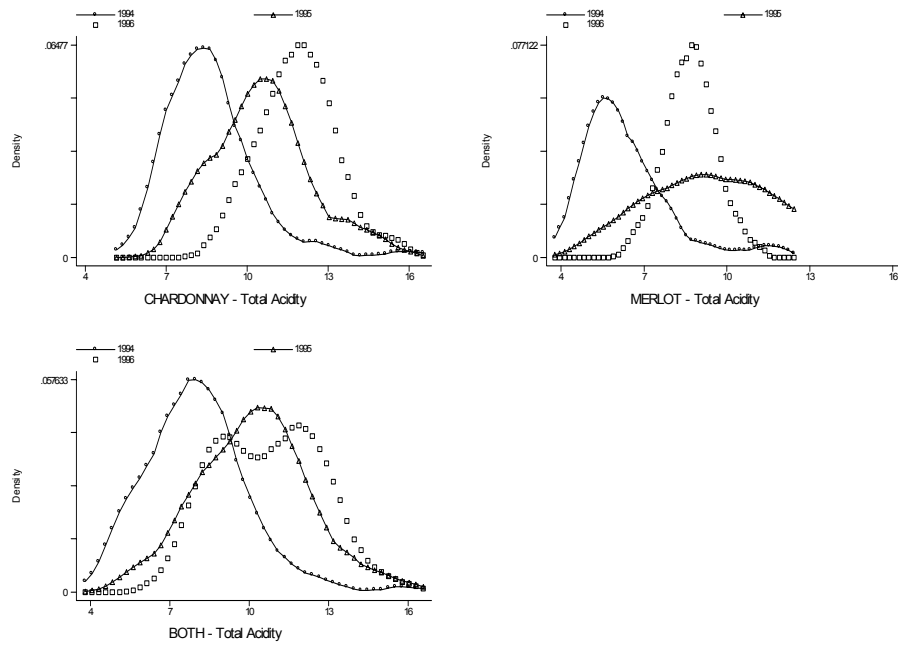 1994 1995
1996
.06477
Density
0
4 7 10 13 16
CHARDONNAY - Total Acidity
1994 1995
1996
.077122
Density
0
4 7 10 13 16
MERLOT - Total Acidity
1994 1995
1996
.057633
Density
0
4 7 10 13 16
BOTH - Total Acidity